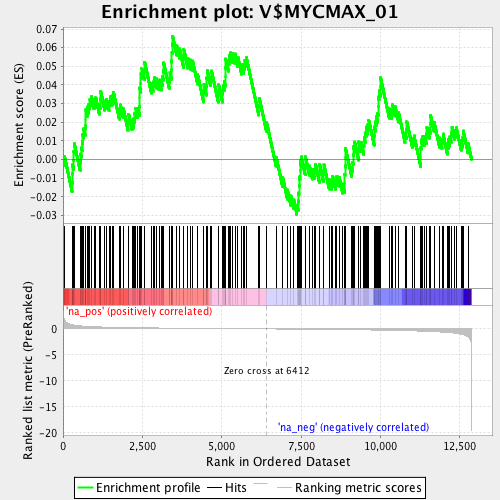 Enrichment plot: V$MYCMAX_01
Enrichment score (ES)
0.07
0.06
0.05
0.04
0.03
0.02
0.01
0.00
-0.01
-0.02
-0.03
'na_pos' (positively correlated)
Ranked list metric (PreRanked)
0
-5
-10
-15
-20
Zero cross at 6412
'na_neg' (negatively correlated)
0
2,500
5,000
7,500
10,000
12,500
Rank in Ordered Dataset
Enrichment profile
Hits
Ranking metric scores